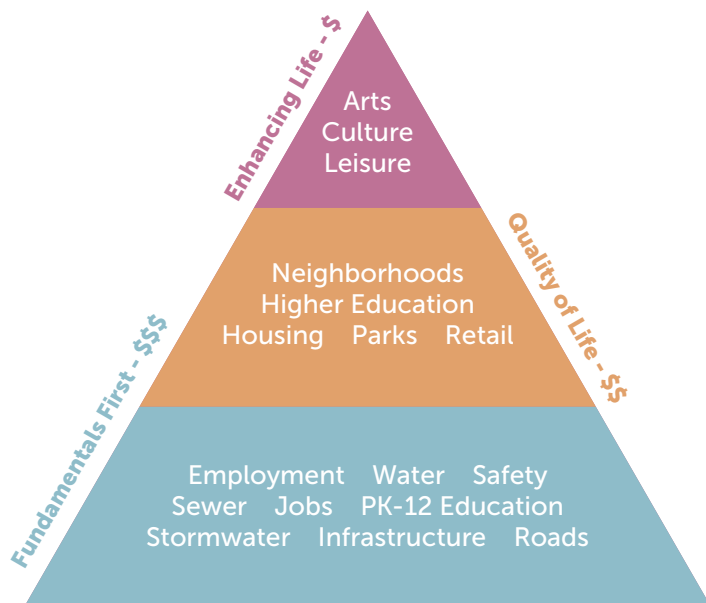 Enhancing Life - $
Arts
Culture
Leisure
Quality of Life - $$
Neighborhoods
Higher Education
Housing Parks Retail
Fundamentals First - $$$
Employment Water Safety
Sewer Jobs PK-12 Education
Stormwater Infrastructure Roads